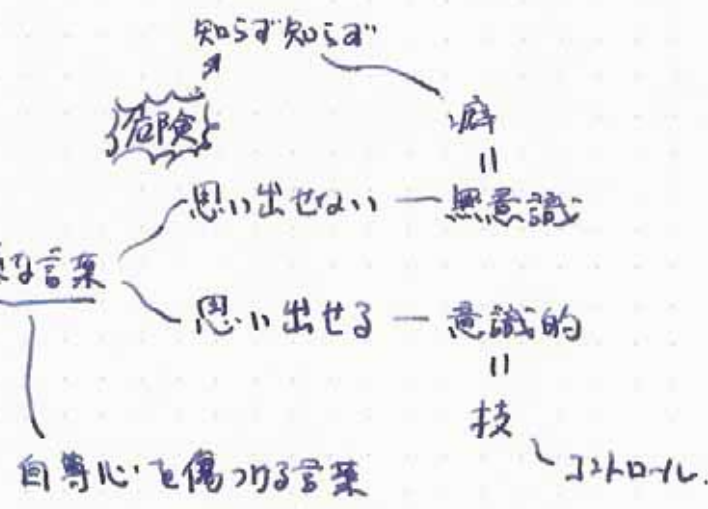 知らず知らず
危険
癖
=
思い出せない — 無意識
な言葉
思い出せる — 意識的
=
技
コントロール
自尊心を傷つける言葉